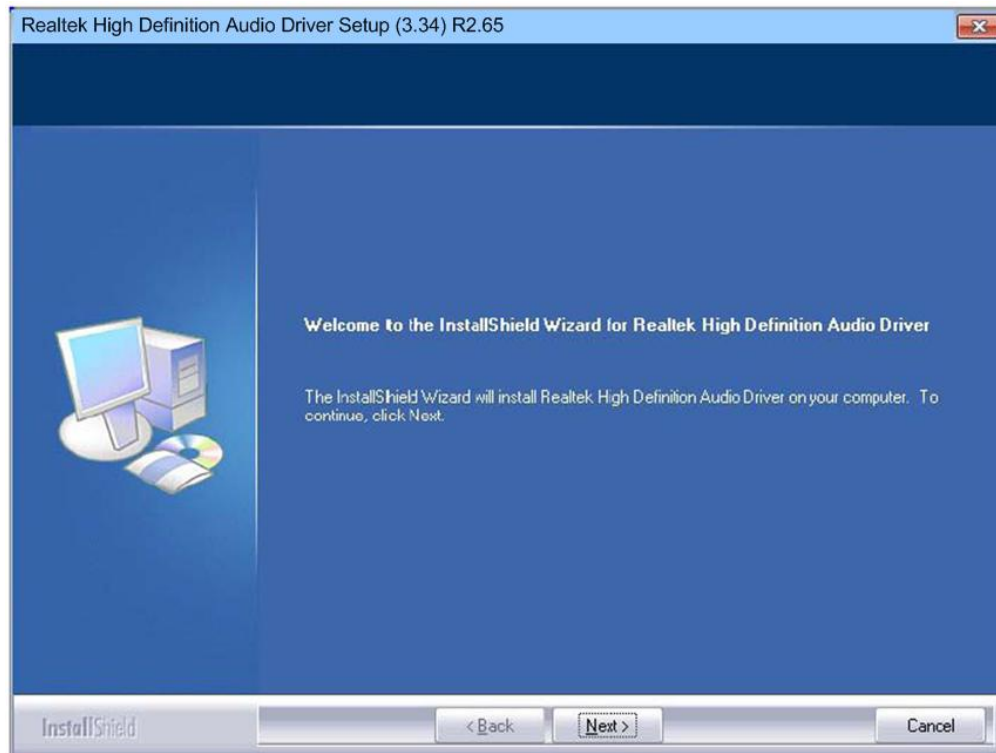 Realtek High Definition Audio Driver Setup (3.34) R2.65
Welcome to the InstallShield Wizard for Realtek High Definition Audio Driver
The InstallShield Wizard will install Realtek High Definition Audio Driver on your computer. To
continue, click Next.
InstallShield
< Back
Next >
Cancel